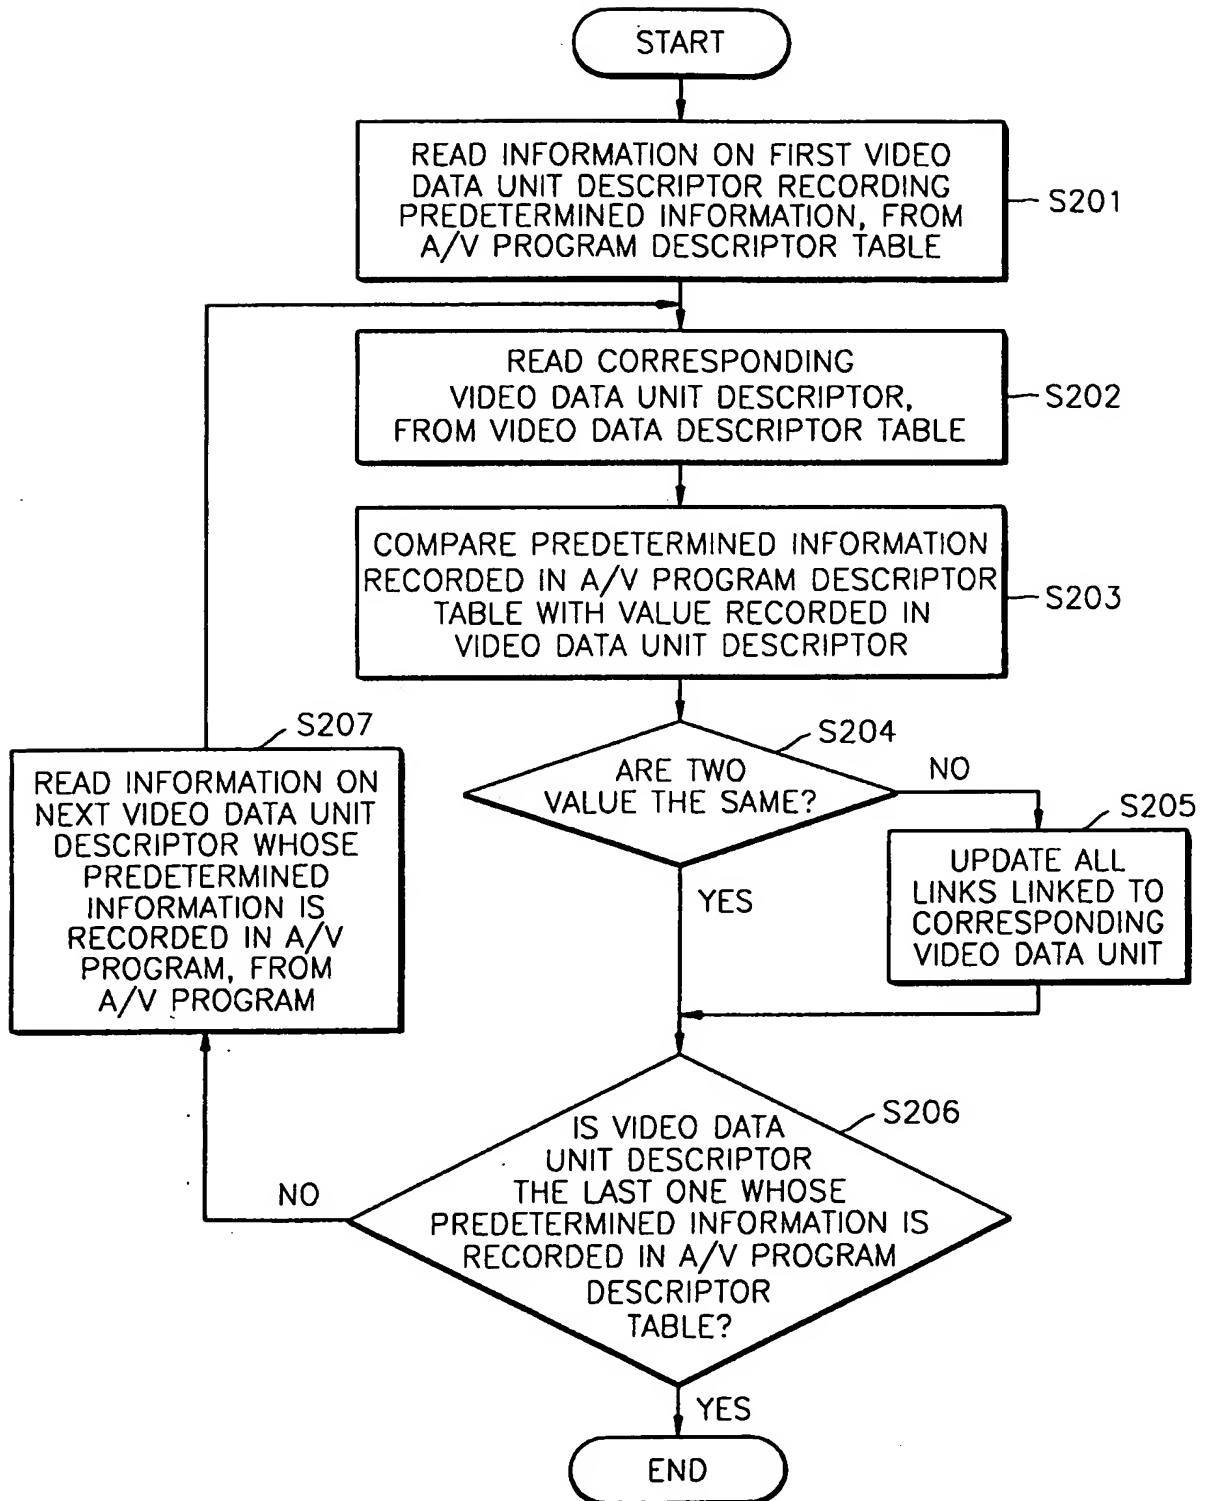 START
READ INFORMATION ON FIRST VIDEO
DATA UNIT DESCRIPTOR RECORDING
PREDETERMINED INFORMATION, FROM
A/V PROGRAM DESCRIPTOR TABLE
S201
READ CORRESPONDING
VIDEO DATA UNIT DESCRIPTOR,
FROM VIDEO DATA DESCRIPTOR TABLE
S202
COMPARE PREDETERMINED INFORMATION
RECORDED IN A/V PROGRAM DESCRIPTOR
TABLE WITH VALUE RECORDED IN
VIDEO DATA UNIT DESCRIPTOR
S203
S204
ARE TWO
VALUE THE SAME?
NO
YES
S205
UPDATE ALL
LINKS LINKED TO
CORRESPONDING
VIDEO DATA UNIT
S206
IS VIDEO DATA
UNIT DESCRIPTOR
THE LAST ONE WHOSE
PREDETERMINED INFORMATION IS
RECORDED IN A/V PROGRAM
DESCRIPTOR
TABLE?
NO
S207
READ INFORMATION ON
NEXT VIDEO DATA UNIT
DESCRIPTOR WHOSE
PREDETERMINED
INFORMATION IS
RECORDED IN A/V
PROGRAM, FROM
A/V PROGRAM
YES
END